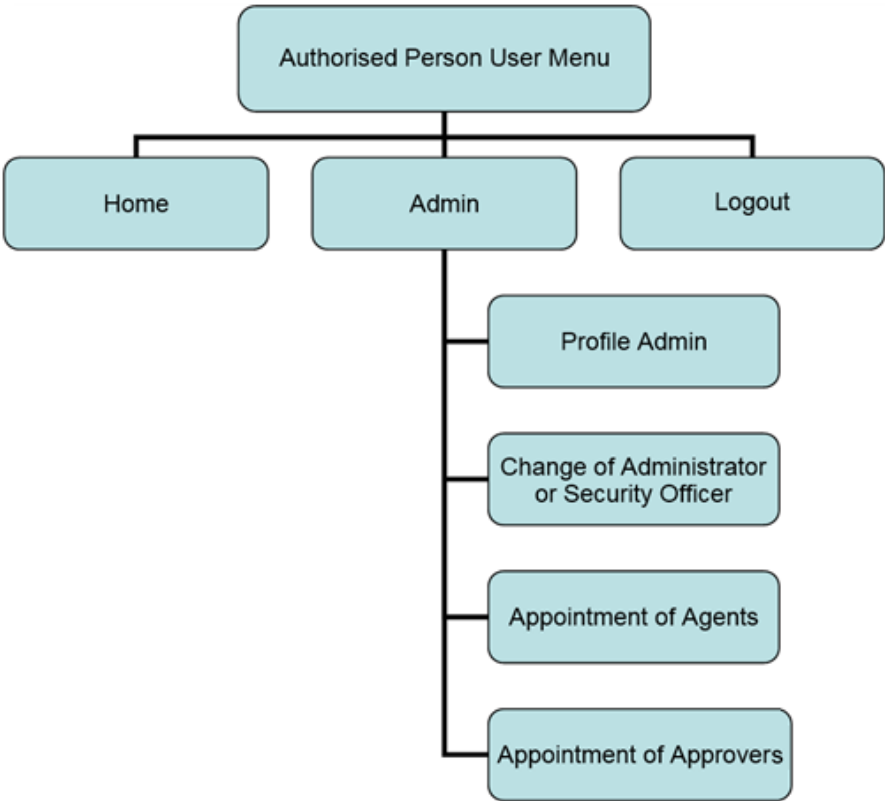 Authorised Person User Menu
Home
Admin
Logout
Profile Admin
Change of Administrator
or Security Officer
Appointment of Agents
Appointment of Approvers